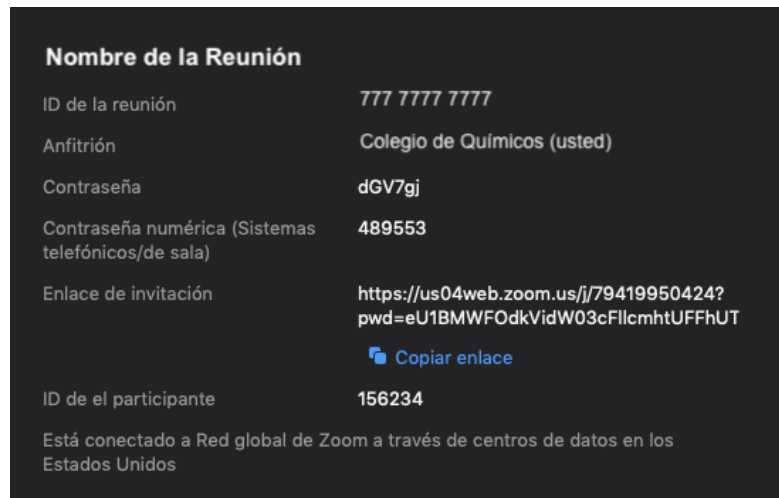 Nombre de la Reunión
ID de la reunión 777 7777 7777
Anfitrión Colegio de Químicos (usted)
Contraseña dGV7gj
Contraseña numérica (Sistemas 489553
telefónicos/de sala)
Enlace de invitación https://us04web.zoom.us/j/79419950424?
pwd=eU1BMWFOdkVidW03cFllcmhtUFFhUT
Copiar enlace
ID de el participante 156234
Está conectado a Red global de Zoom a través de centros de datos en los
Estados Unidos